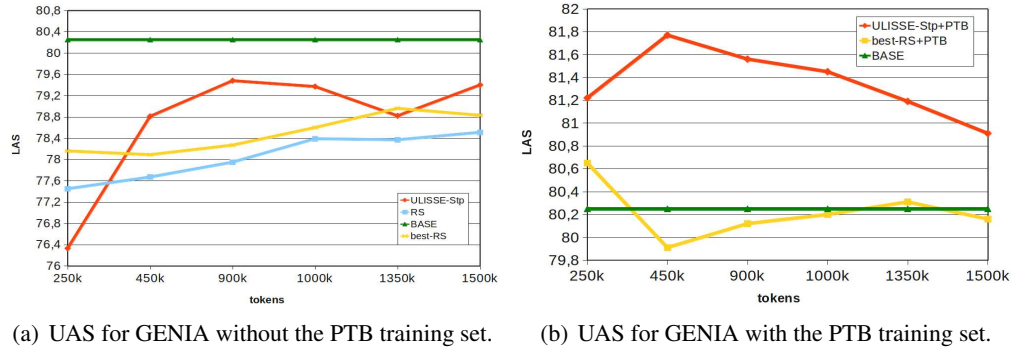 80,8
80,4
80
79,6
79,2
78,8
78,4
78
77,6
77,2
76,8
76,4
76
LAS
250k 450k 900k 1000k 1350k 1500k
tokens
ULISSE-Stp
RS
BASE
best-RS
(a) UAS for GENIA without the PTB training set.
82
81,8
81,6
81,4
81,2
81
80,8
80,6
80,4
80,2
80
79,8
LAS
250k 450k 900k 1000k 1350k 1500k
tokens
ULISSE-Stp+PTB
best-RS+PTB
BASE
(b) UAS for GENIA with the PTB training set.